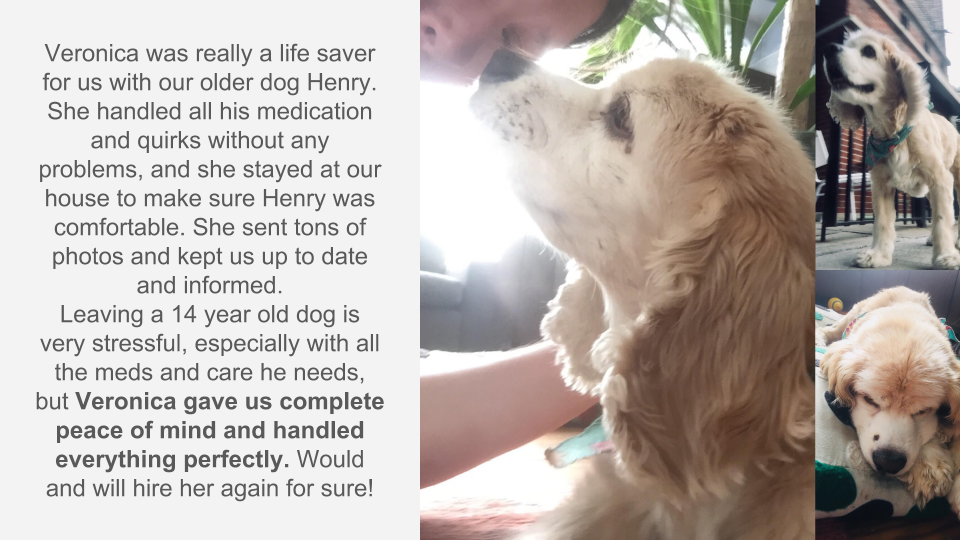 Veronica was really a life saver
for us with our older dog Henry.
She handled all his medication
and quirks without any
problems, and she stayed at our
house to make sure Henry was
comfortable. She sent tons of
photos and kept us up to date
and informed.
Leaving a 14 year old dog is
very stressful, especially with all
the meds and care he needs,
but Veronica gave us complete
peace of mind and handled
everything perfectly. Would
and will hire her again for sure!